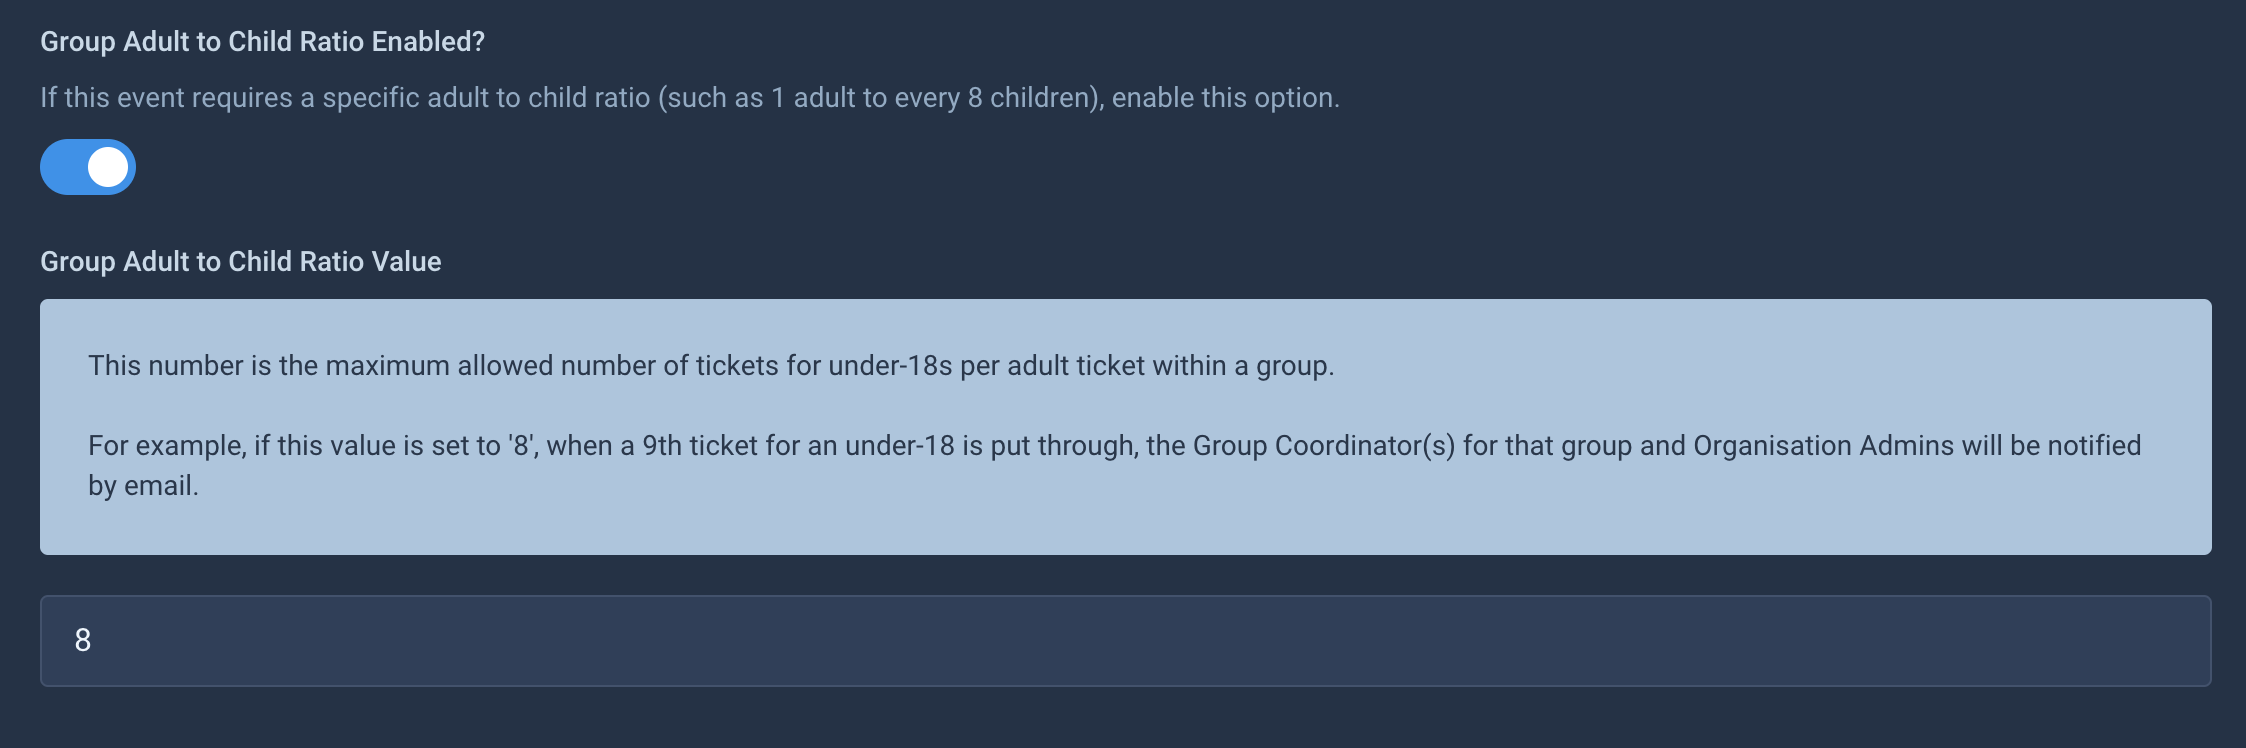 Group Adult to Child Ratio Enabled?
If this event requires a specific adult to child ratio (such as 1 adult to every 8 children), enable this option.
Group Adult to Child Ratio Value
This number is the maximum allowed number of tickets for under-18s per adult ticket within a group.
For example, if this value is set to '8', when a 9th ticket for an under-18 is put through, the Group Coordinator(s) for that group and Organisation Admins will be notified
by email.
8